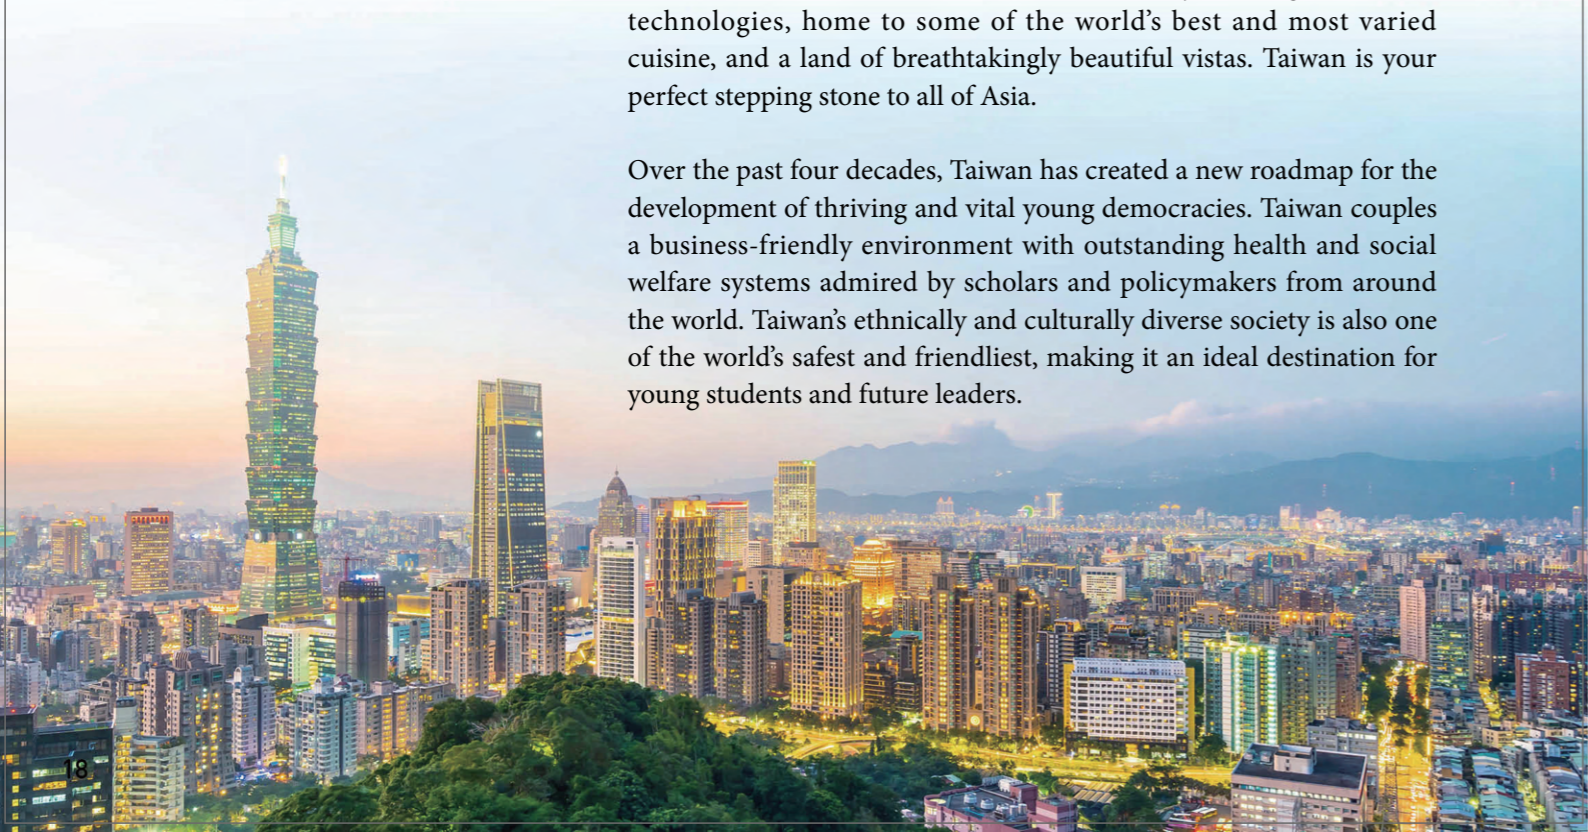 technologies, home to some of the world’s best and most varied
cuisine, and a land of breathtakingly beautiful vistas. Taiwan is your
perfect stepping stone to all of Asia.
Over the past four decades, Taiwan has created a new roadmap for the
development of thriving and vital young democracies. Taiwan couples
a business-friendly environment with outstanding health and social
welfare systems admired by scholars and policymakers from around
the world. Taiwan’s ethnically and culturally diverse society is also one
of the world’s safest and friendliest, making it an ideal destination for
young students and future leaders.
18